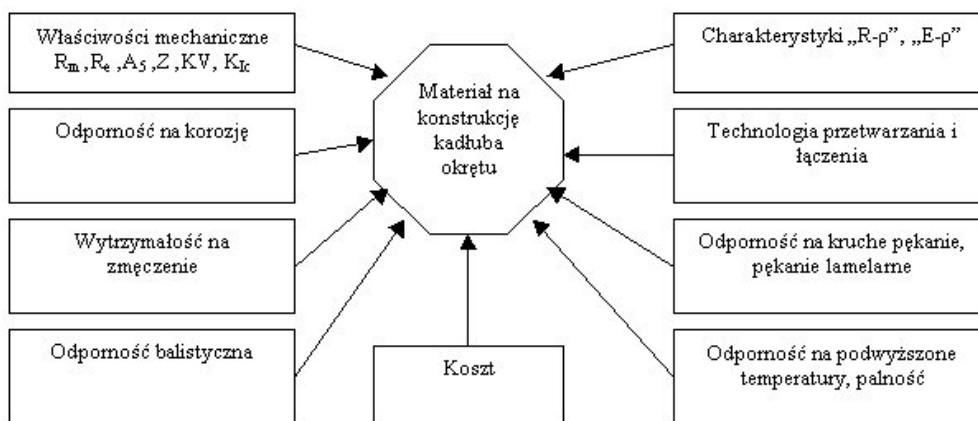 Właściwości mechaniczne
Rm ,Re ,A5 ,Z ,KV, KIc
Odporność na korozję
Wytrzymałość na
zmęczenie
Odporność balistyczna
Materiał na
konstrukcję
kadłuba
okrętu
Koszt
Charakterystyki „R-ρ”, „E-ρ”
Technologia przetwarzania i
łączenia
Odporność na kruche pękanie,
pękanie lamelarne
Odporność na podwyższone
temperatury, palność